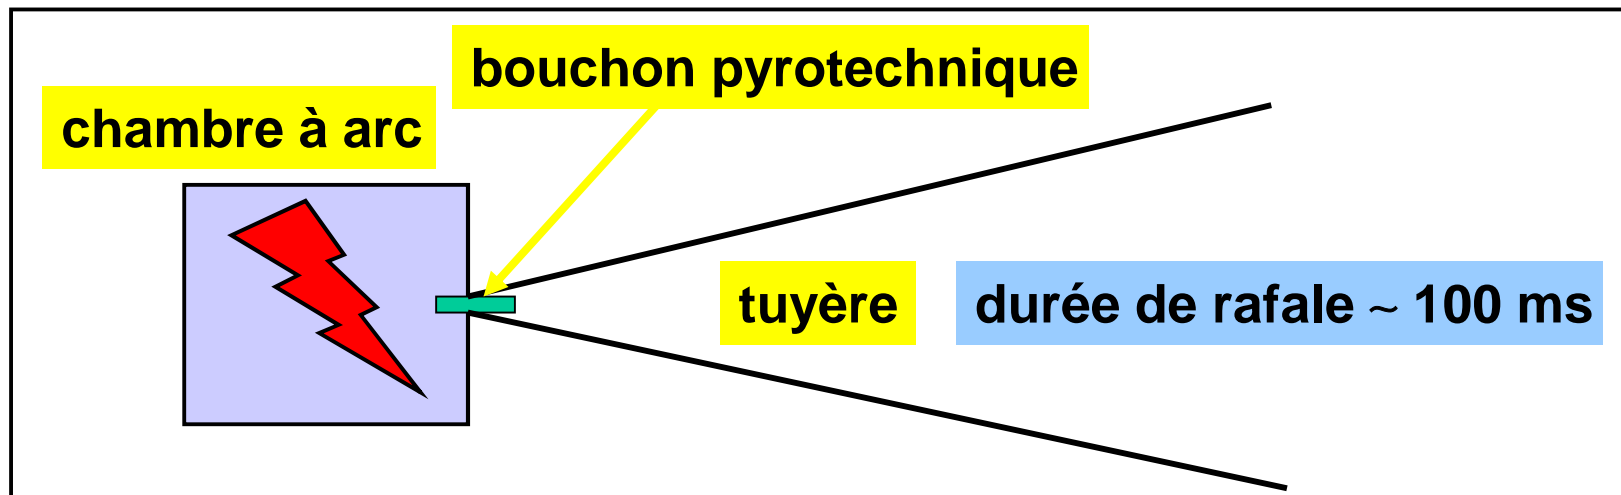 bouchon pyrotechnique
chambre à arc
tuyère
durée de rafale ~ 100 ms